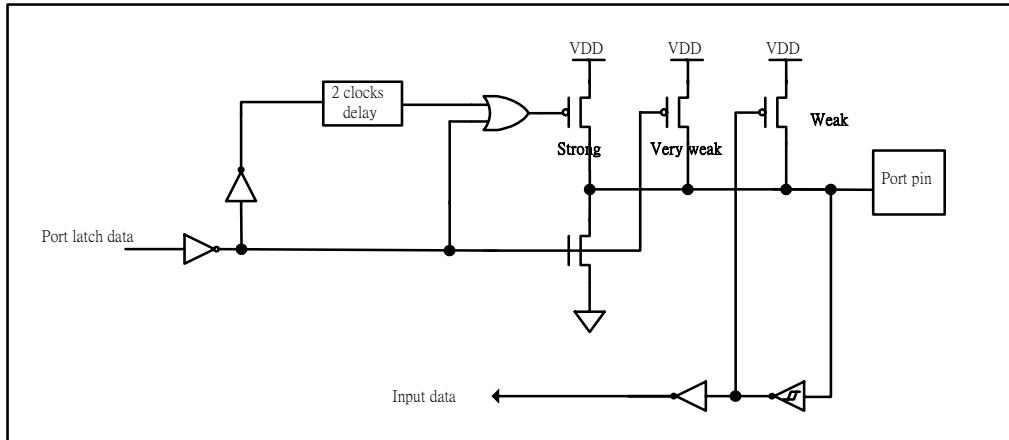 VDD
VDD
VDD
2 clocks
delay
Weak
Strong
Very weak
Port pin
Port latch data
Input data